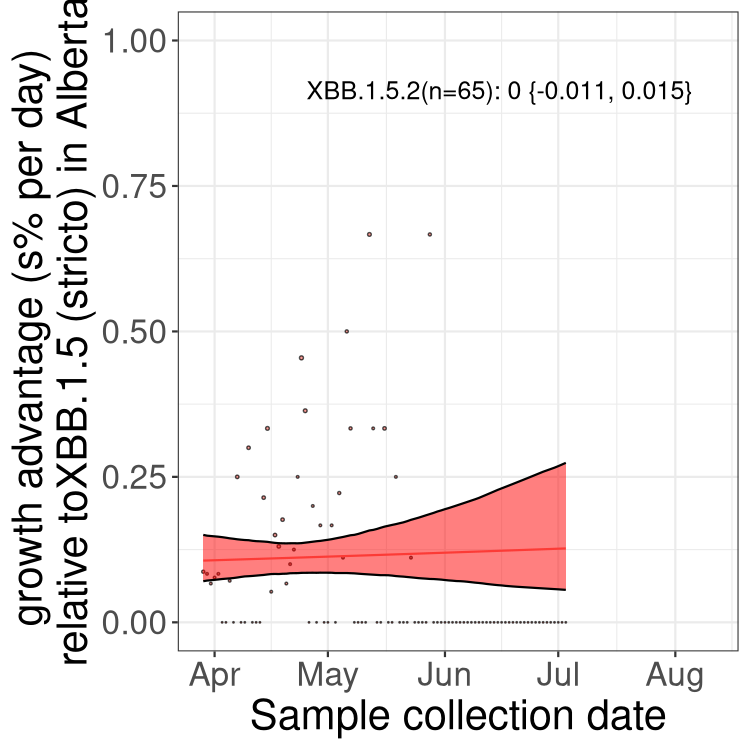 growth advantage (s% per day)
relative toXBB.1.5 (stricto) in Alberta
1.00
0.75
0.50
0.25
0.00
XBB.1.5.2(n=65): 0 {-0.011, 0.015}
Apr May Jun Jul Aug
Sample collection date